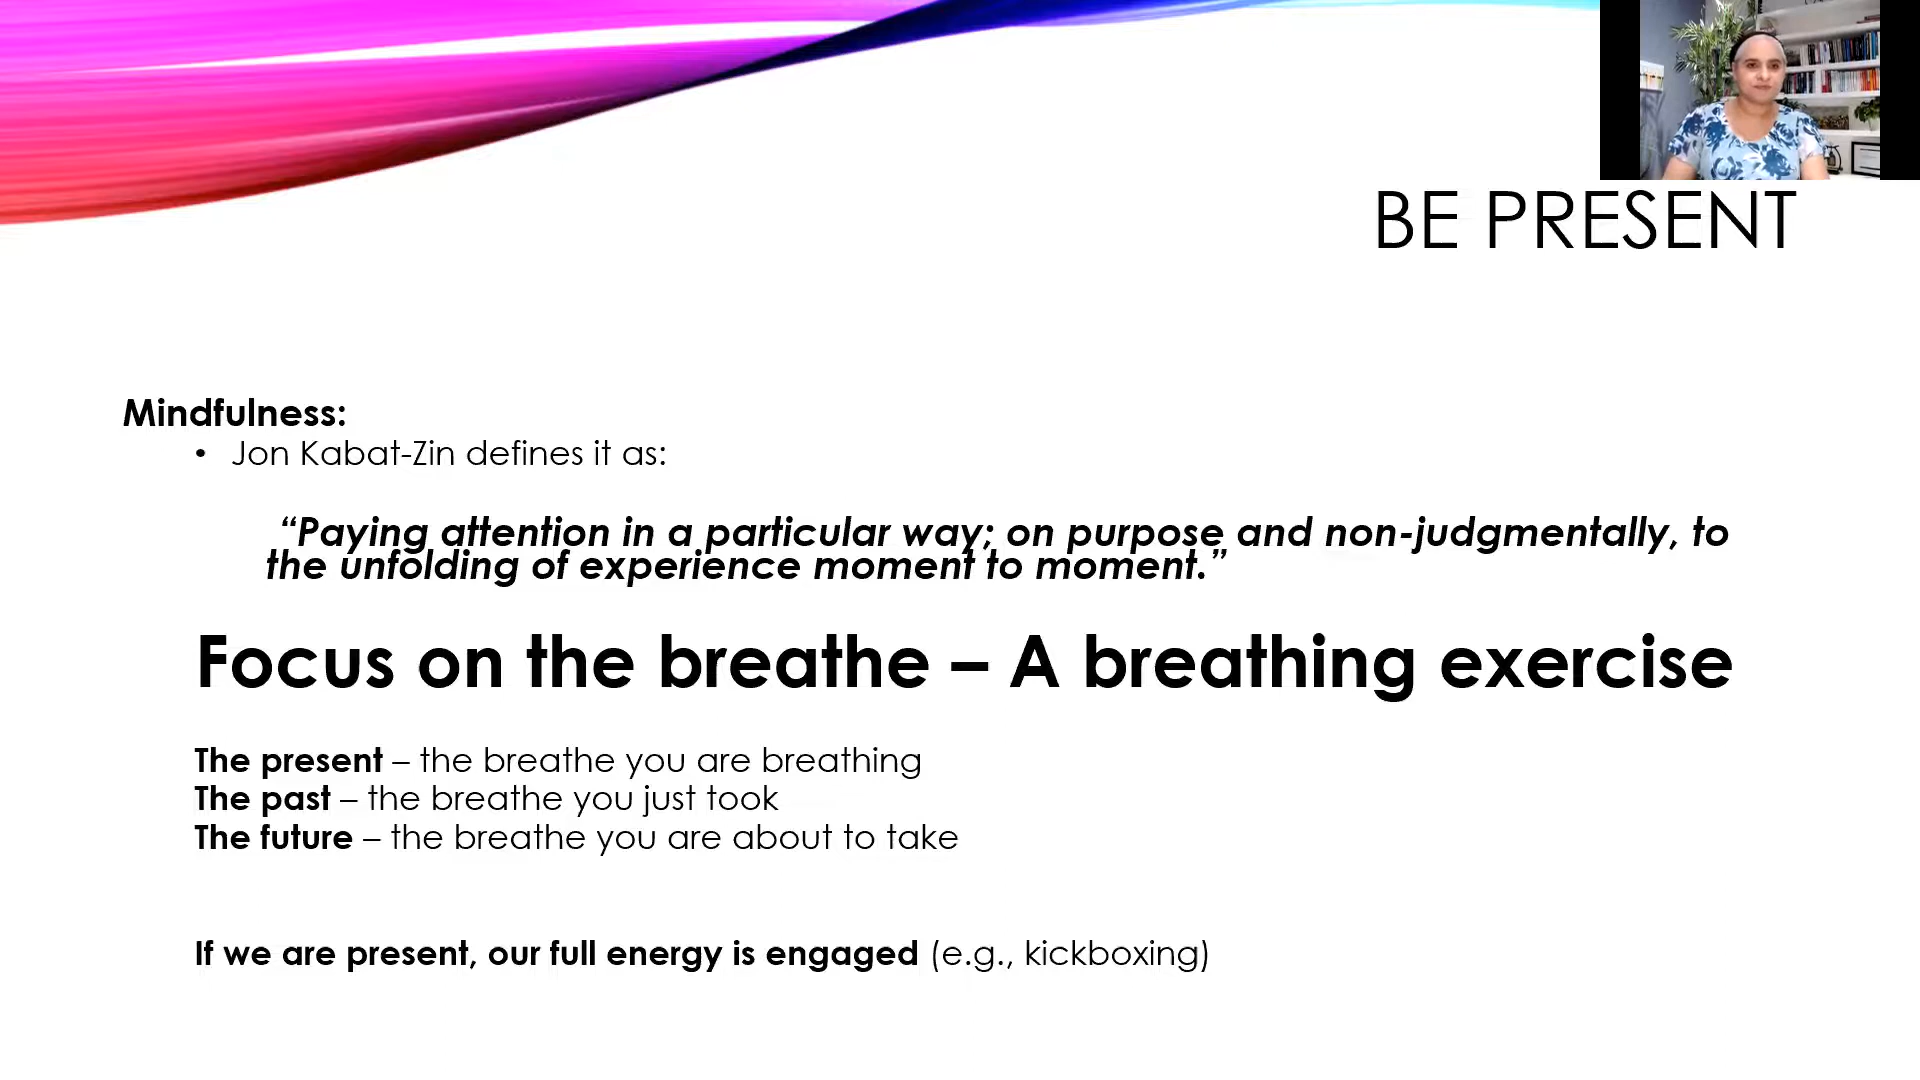 BE PRESENT
Mindfulness:
• Jon Kabat-Zin defines it as:
“Paying attention in a particular way; on purpose and non-judgmentally, to
the unfolding of experience moment to moment.”
Focus on the breathe – A breathing exercise
The present – the breathe you are breathing
The past – the breathe you just took
The future – the breathe you are about to take
If we are present, our full energy is engaged (e.g., kickboxing)